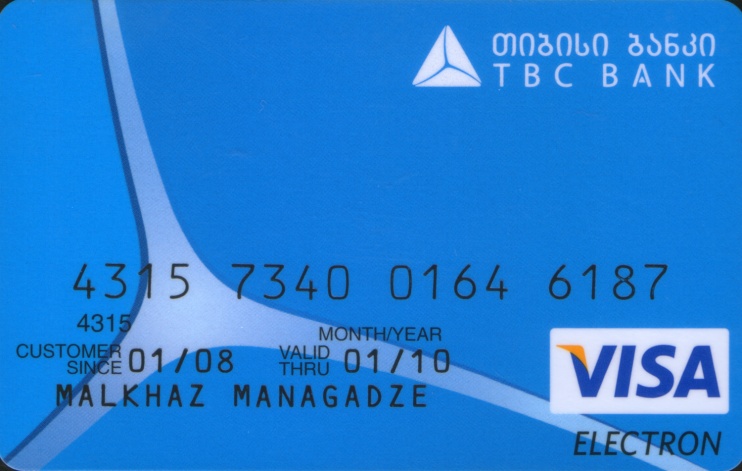 თიბისი ბანკი
TBC BANK
4315 7340 0164 6187
4315
MONTH/YEAR
CUSTOMER SINCE 01/08 VALID THRU 01/10
MALKHAZ MANAGADZE
VISA
ELECTRON